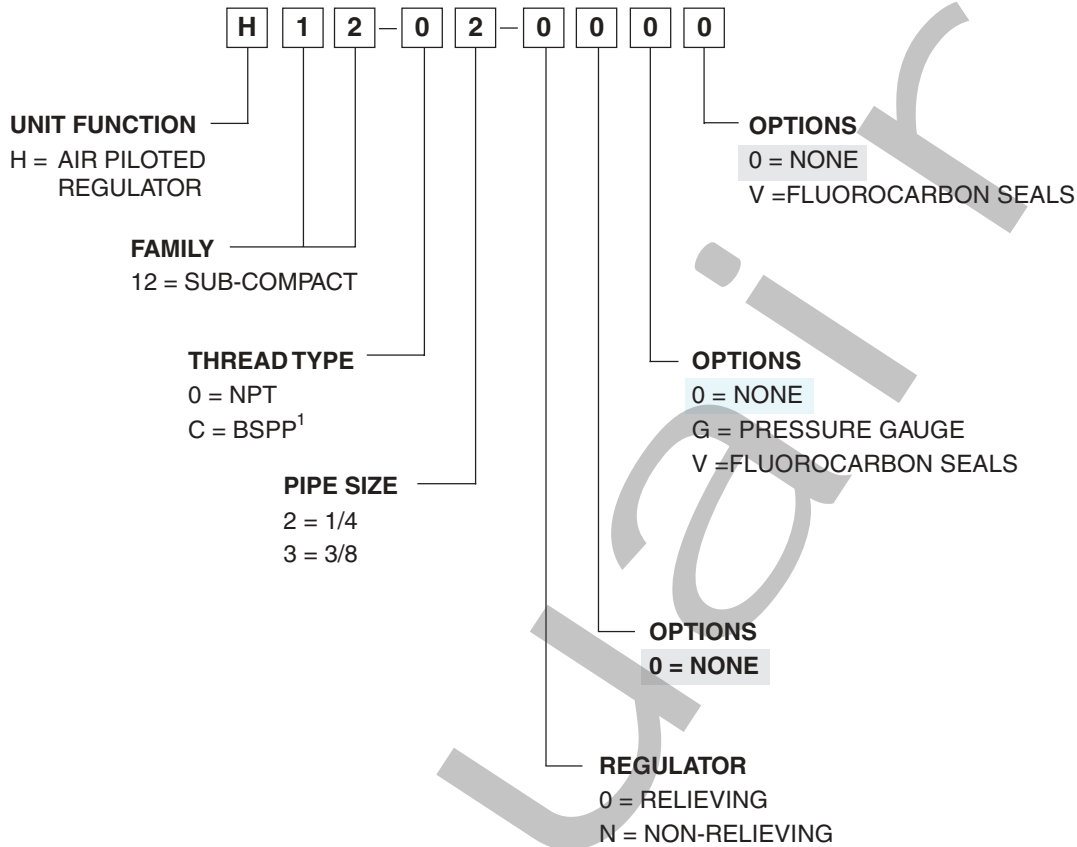 H 1 2 – 0 2 – 0 0 0 0
UNIT FUNCTION
H = AIR PILOTED
REGULATOR
FAMILY
12 = SUB-COMPACT
THREAD TYPE
0 = NPT
C = BSPP1
PIPE SIZE
2 = 1/4
3 = 3/8
OPTIONS
0 = NONE
V =FLUOROCARBON SEALS
OPTIONS
0 = NONE
G = PRESSURE GAUGE
V =FLUOROCARBON SEALS
OPTIONS
0 = NONE
REGULATOR
0 = RELIEVING
N = NON-RELIEVING
uair